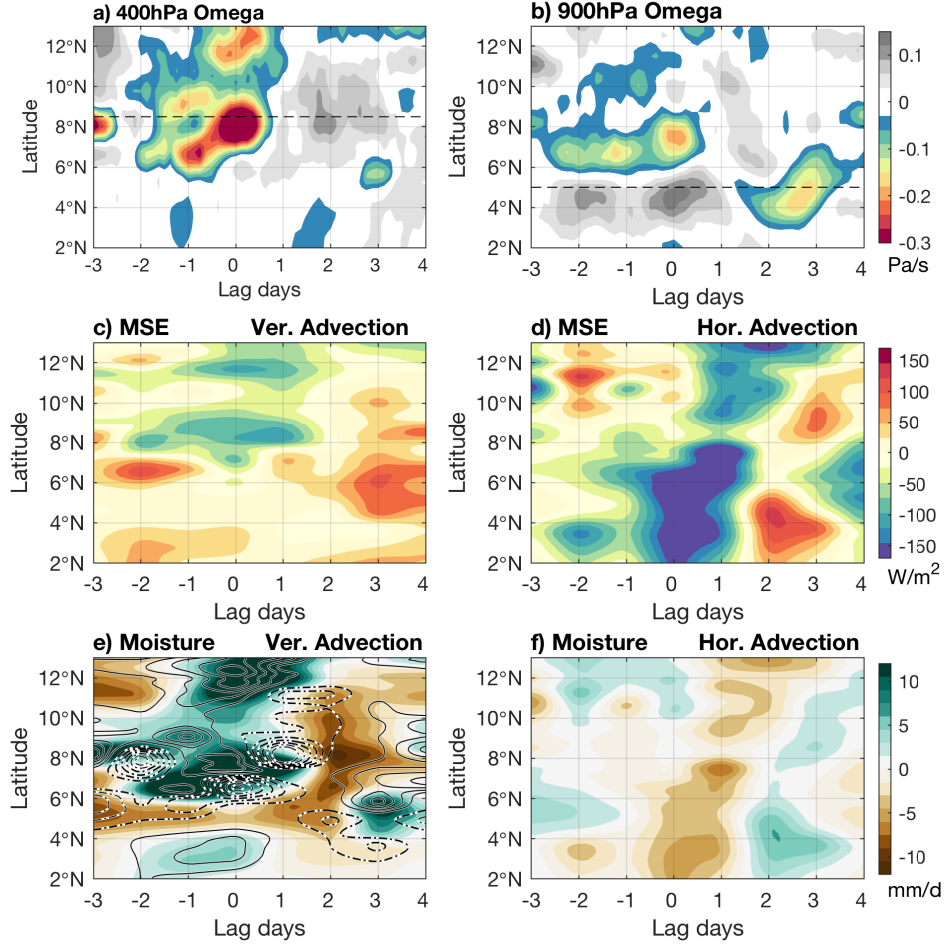 a) 400hPa Omega
b) 900hPa Omega
12°N
10°N
8°N
6°N
4°N
2°N
Latitude
-3 -2 -1 0 1 2 3 4
Lag days
12°N
10°N
8°N
6°N
4°N
2°N
Latitude
-3 -2 -1 0 1 2 3 4
Lag days
0.1
0
-0.1
-0.2
-0.3
Pa/s
c) MSE Ver. Advection
d) MSE Hor. Advection
12°N
10°N
8°N
6°N
4°N
2°N
Latitude
-3 -2 -1 0 1 2 3 4
Lag days
12°N
10°N
8°N
6°N
4°N
2°N
Latitude
-3 -2 -1 0 1 2 3 4
Lag days
150
100
50
0
-50
-100
-150
W/m²
e) Moisture Ver. Advection
f) Moisture Hor. Advection
12°N
10°N
8°N
6°N
4°N
2°N
Latitude
-3 -2 -1 0 1 2 3 4
Lag days
12°N
10°N
8°N
6°N
4°N
2°N
Latitude
-3 -2 -1 0 1 2 3 4
Lag days
10
5
0
-5
-10
mm/d